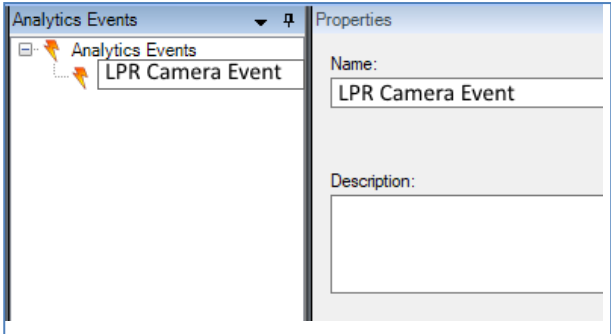 Analytics Events
Properties
Analytics Events
LPR Camera Event
Name:
LPR Camera Event
Description: